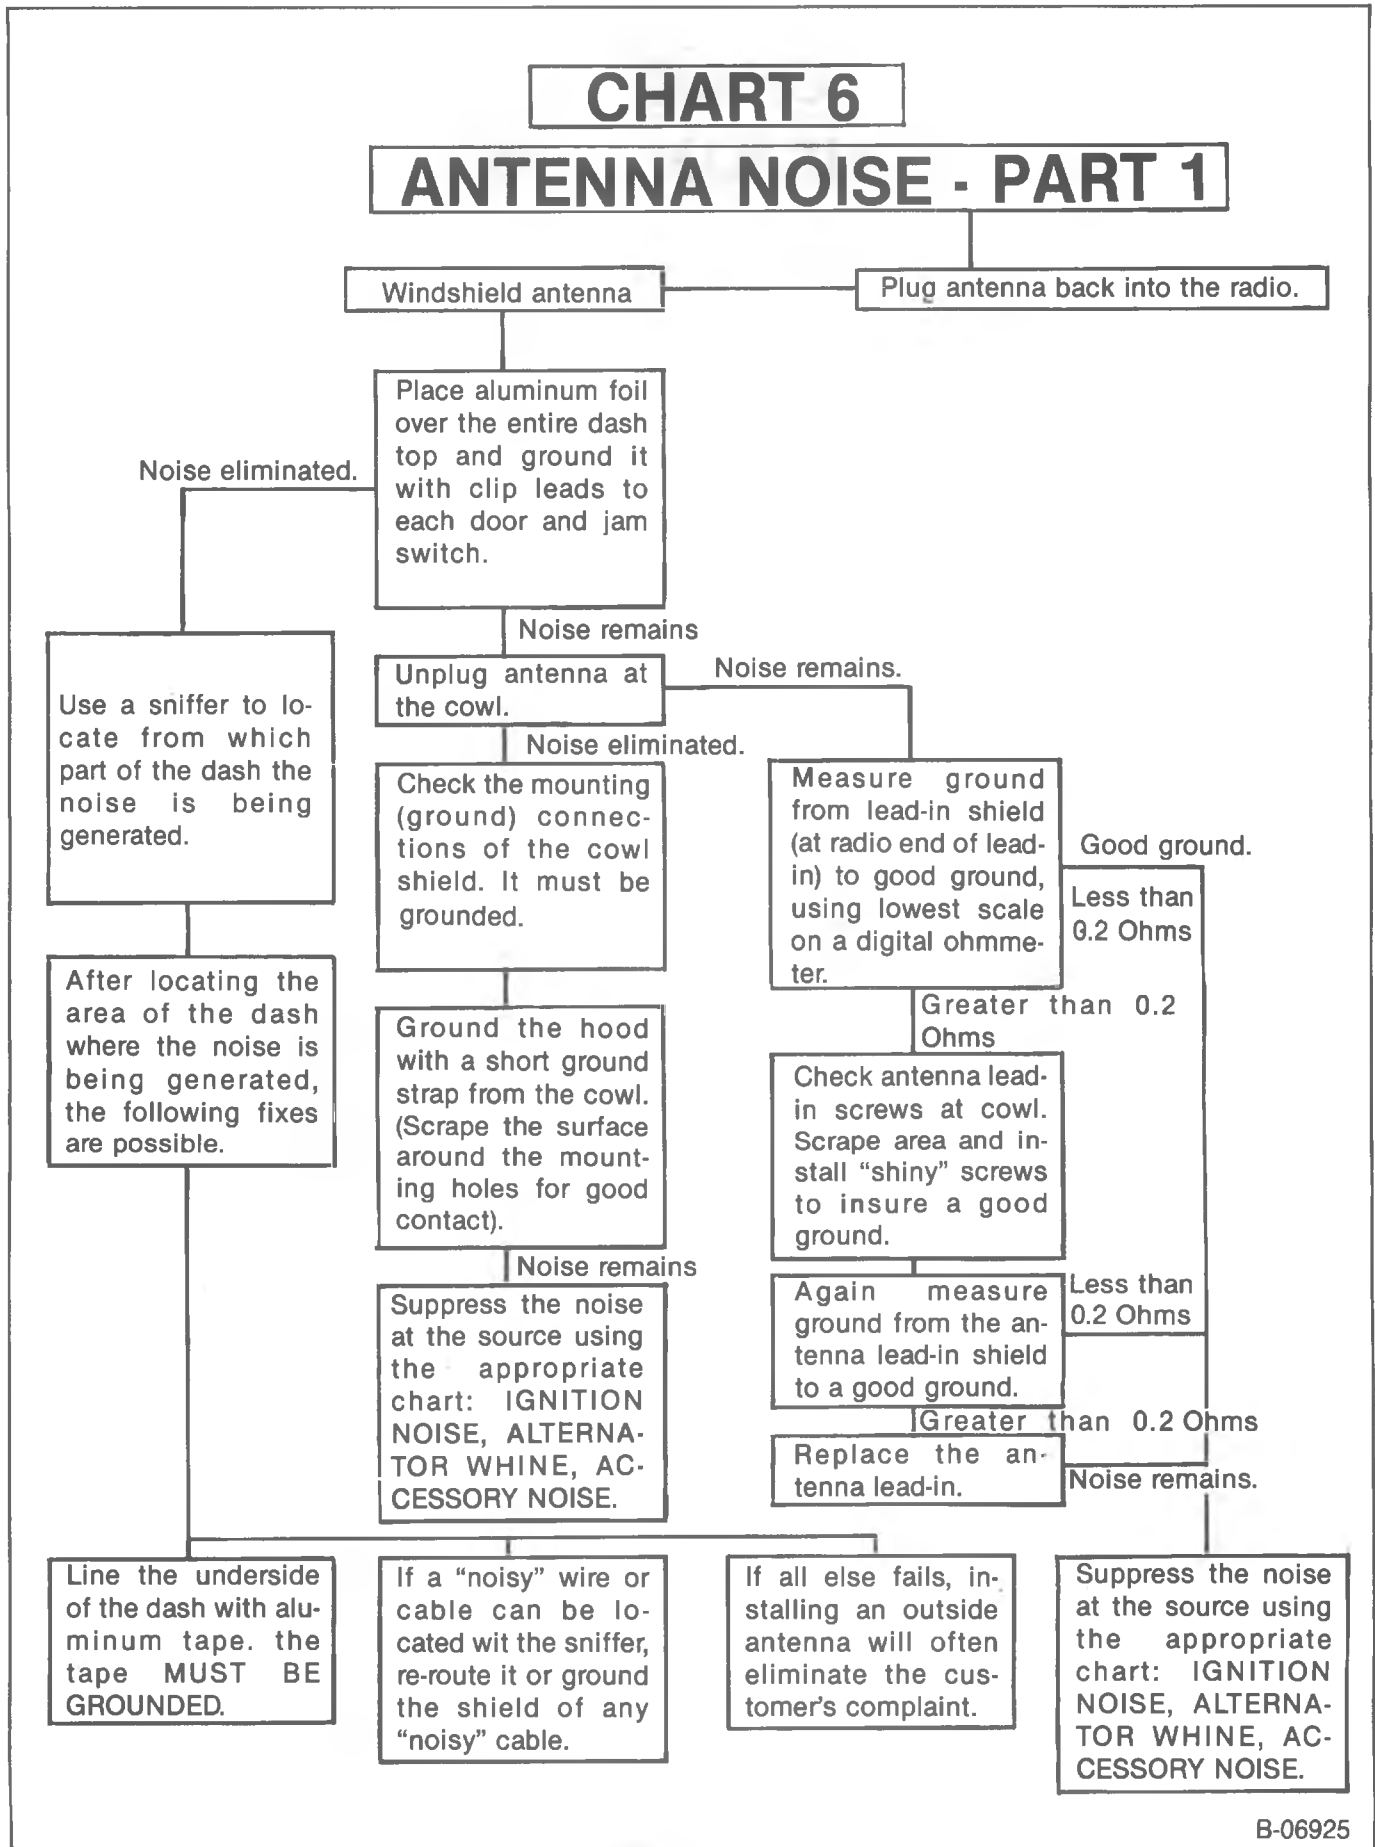 CHART 6
ANTENNA NOISE - PART 1
Windshield antenna
Plug antenna back into the radio.
Place aluminum foil
over the entire dash
top and ground it
with clip leads to
each door and jam
switch.
Noise eliminated.
Noise remains
Unplug antenna at
the cowl.
Noise remains.
Use a sniffer to lo-
cate from which
part of the dash the
noise is being
generated.
Noise eliminated.
Check the mounting
(ground) connec-
tions of the cowl
shield. It must be
grounded.
Measure ground
from lead-in shield
(at radio end of lead-
in) to good ground,
using lowest scale
on a digital ohmme-
ter.
Good ground.
Less than
0.2 Ohms
After locating the
area of the dash
where the noise is
being generated,
the following fixes
are possible.
Ground the hood
with a short ground
strap from the cowl.
(Scrape the surface
around the mount-
ing holes for good
contact).
Greater than 0.2
Ohms
Check antenna lead-
in screws at cowl.
Scrape area and in-
stall “shiny” screws
to insure a good
ground.
Noise remains
Suppress the noise
at the source using
the appropriate
chart: IGNITION
NOISE, ALTERNA-
TOR WHINE, AC-
CESSORY NOISE.
Again measure
ground from the an-
tenna lead-in shield
to a good ground.
Less than
0.2 Ohms
Greater than 0.2 Ohms
Replace the an-
tenna lead-in.
Noise remains.
Line the underside
of the dash with alu-
minum tape. the
tape MUST BE
GROUNDED.
If a “noisy” wire or
cable can be lo-
cated wit the sniffer,
re-route it or ground
the shield of any
“noisy” cable.
If all else fails, in-
stalling an outside
antenna will often
eliminate the cus-
tomer's complaint.
Suppress the noise
at the source using
the appropriate
chart: IGNITION
NOISE, ALTERNA-
TOR WHINE, AC-
CESSORY NOISE.
B-06925